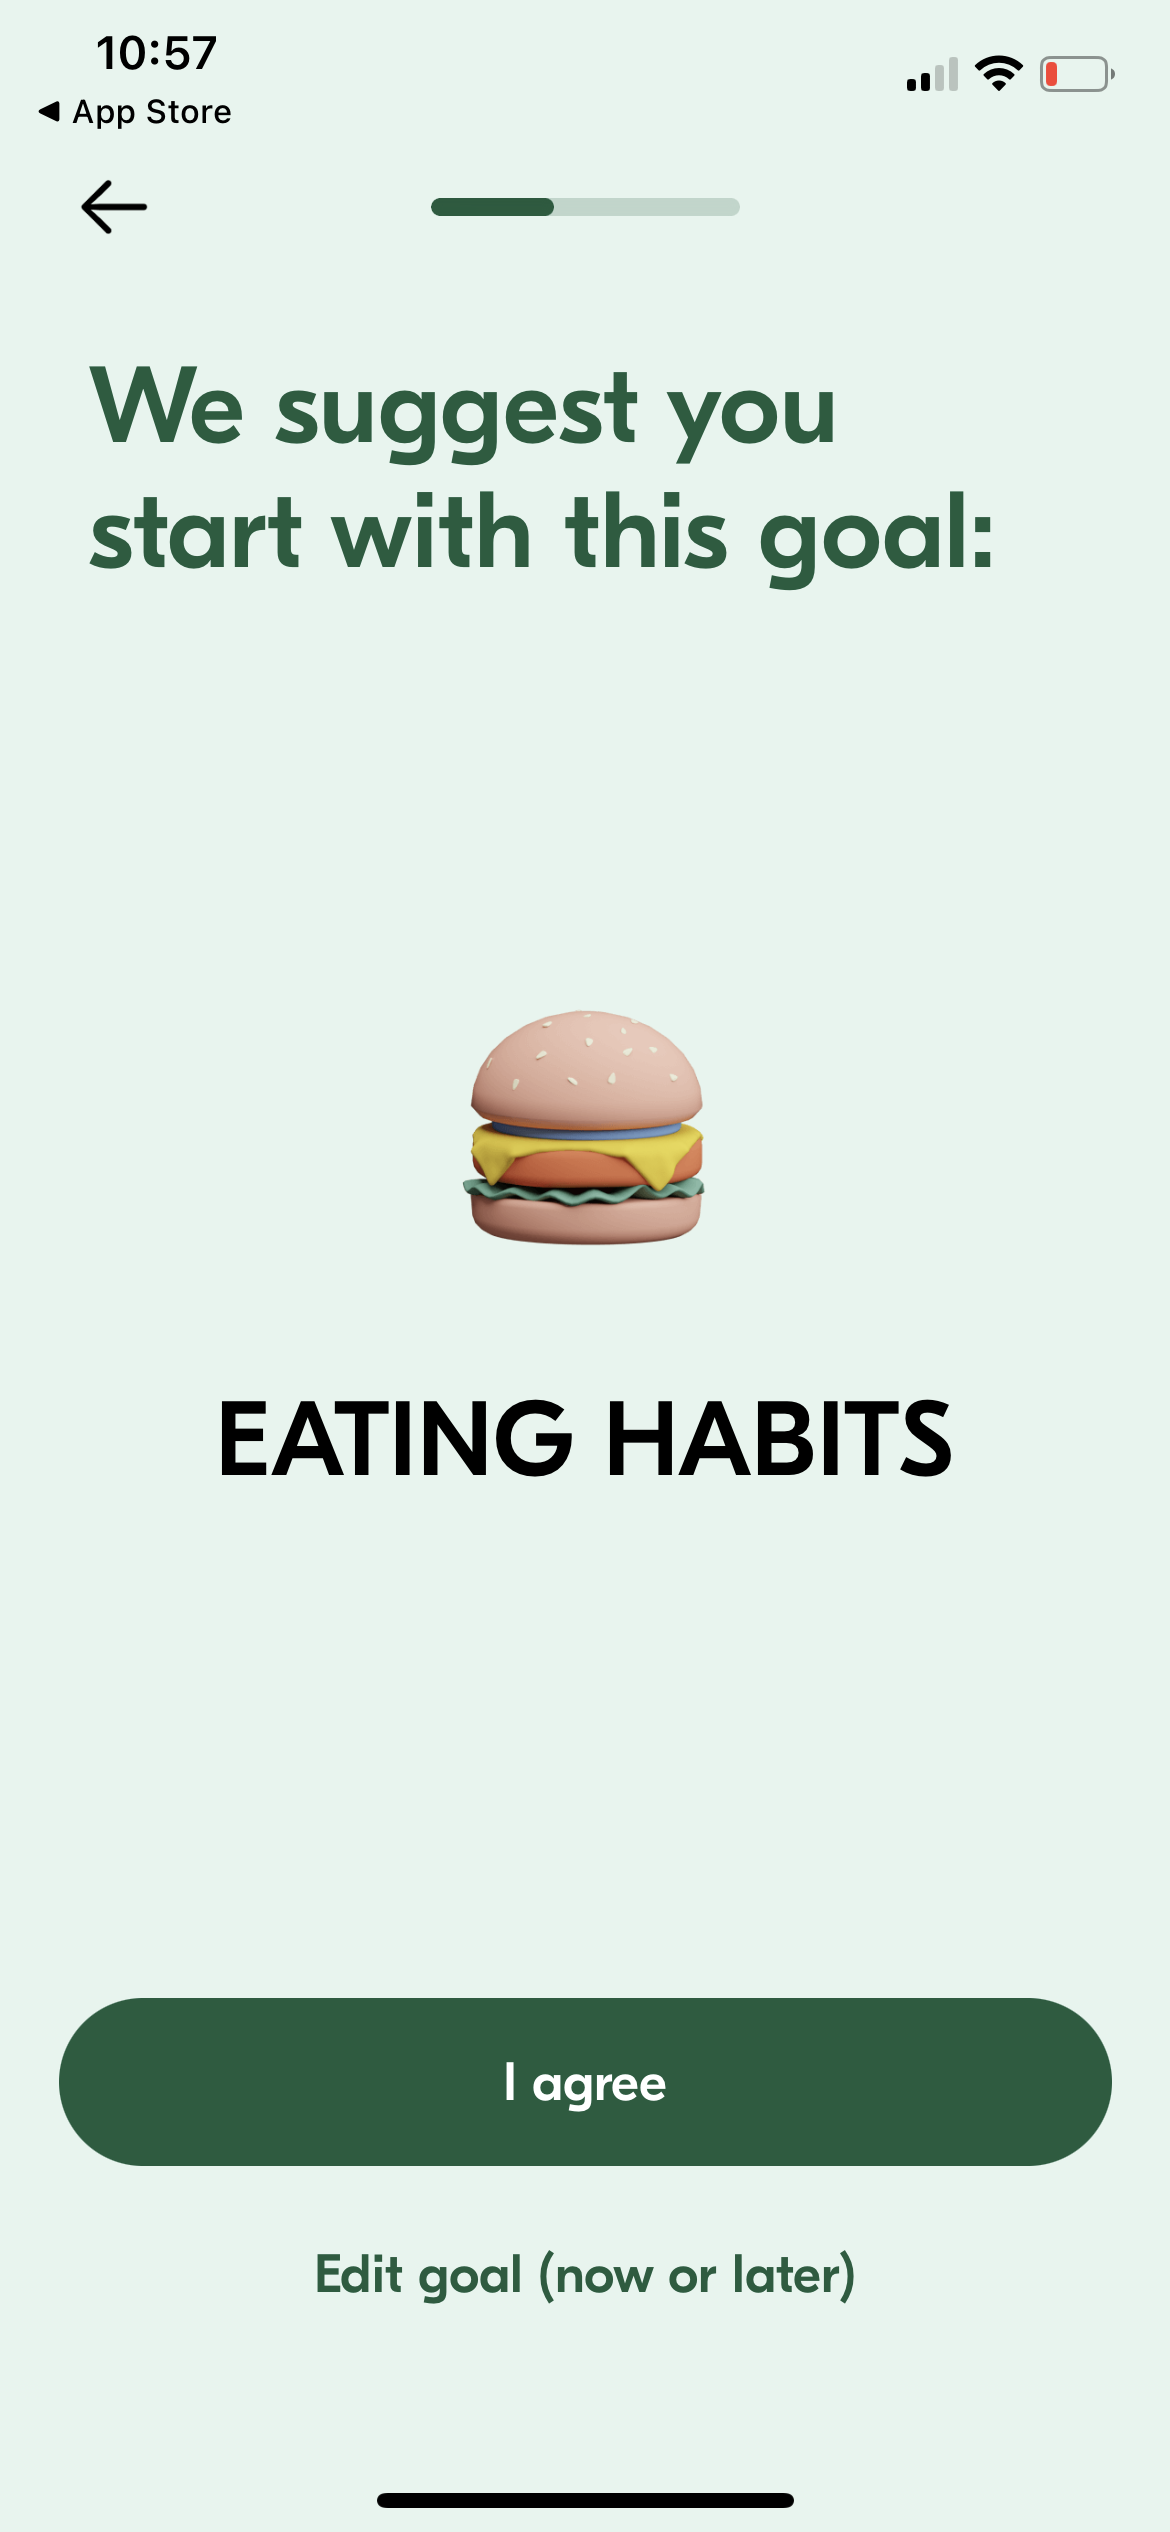 10:57
App Store
We suggest you
start with this goal:
EATING HABITS
I agree
Edit goal (now or later)